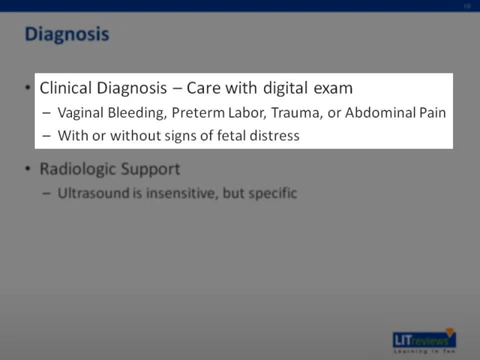 19
Diagnosis
• Clinical Diagnosis – Care with digital exam
– Vaginal Bleeding, Preterm Labor, Trauma, or Abdominal Pain
– With or without signs of fetal distress
• Radiologic Support
– Ultrasound is insensitive, but specific
LITreviews
Learning is fun